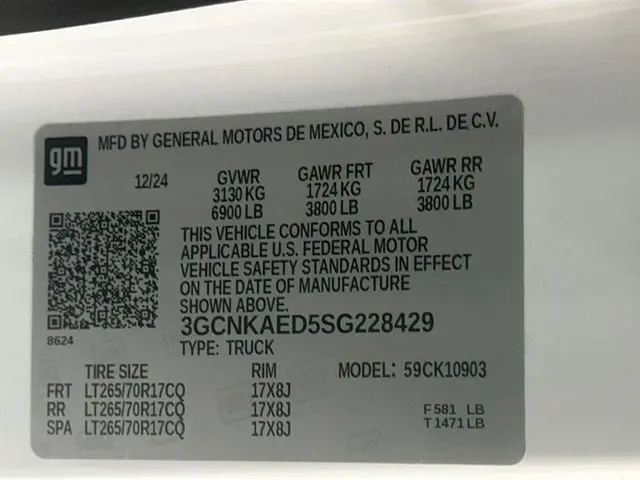 gm
MFD BY GENERAL MOTORS DE MEXICO, S. DE R.L. DE C.V.
12/24 GVWR GAWR FRT GAWR RR
3130 KG 1724 KG 1724 KG
6900 LB 3800 LB 3800 LB
THIS VEHICLE CONFORMS TO ALL
APPLICABLE U.S. FEDERAL MOTOR
VEHICLE SAFETY STANDARDS IN EFFECT
ON THE DATE OF MANUFACTURE
SHOWN ABOVE.
3GCNKAED5SG228429
8624
TYPE: TRUCK
TIRE SIZE RIM MODEL: 59CK10903
FRT LT265/70R17CQ 17X8J
RR LT265/70R17CQ 17X8J F 581 LB
SPA LT265/70R17CQ 17X8J T 1471 LB